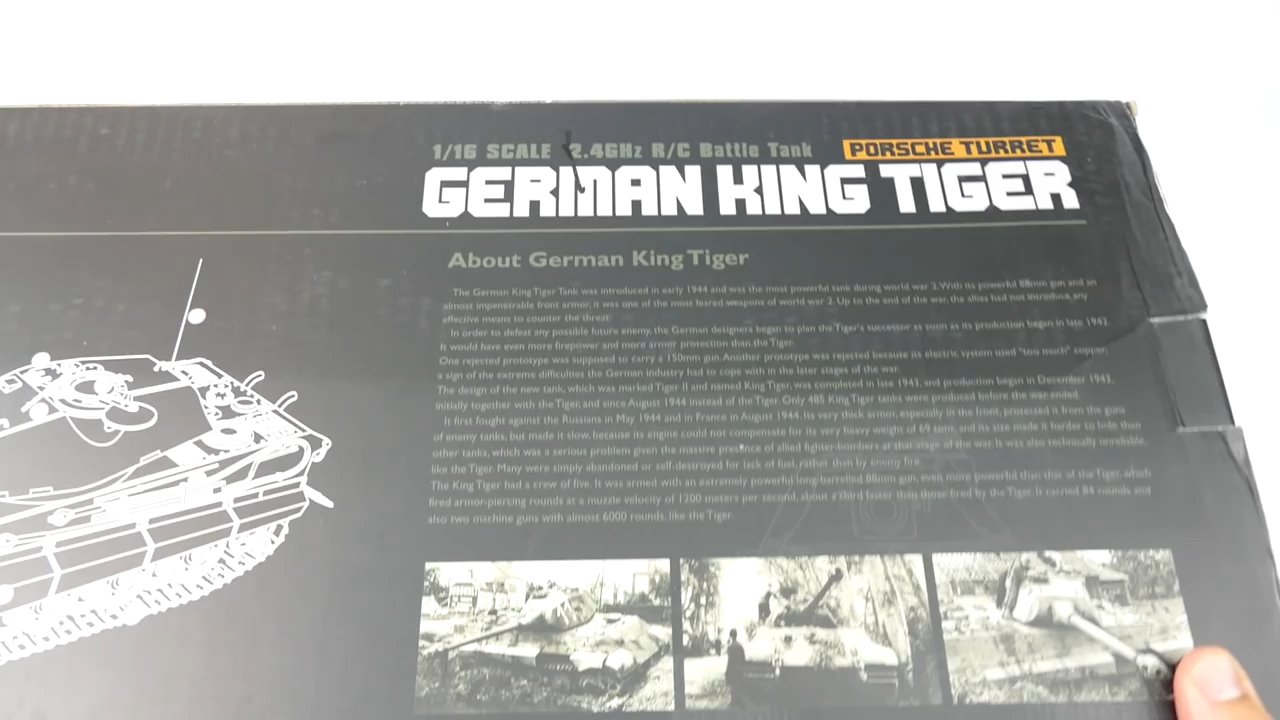 1/16 SCALE 2.4GHz R/C Battle Tank PORSCHE TURRET
GERMAN KING TIGER
About German King Tiger
The German King Tiger Tank was introduced in early 1944 and was the most powerful tank during world war 2. With its powerful 88mm gun and an
almost impenetrable front armor, it was one of the most feared weapons of world war 2. Up to the end of the war, the allies had not introduce any
effective means to counter the threat.
In order to defeat any possible future enemy, the German designers began to plan the Tiger's successor as soon as its production began in late 1942.
It would have even more firepower and more armor protection than the Tiger.
One rejected prototype was supposed to carry a 150mm gun. Another prototype was rejected because its electric system used "too much" copper,
a sign of the extreme difficulties the German industry had to cope with in the later stages of the war.
The design of the new tank, which was marked Tiger II and named King Tiger, was completed in late 1943, and production began in December 1943,
initially together with the Tiger, and since August 1944 instead of the Tiger. Only 485 King Tiger tanks were produced before the war ended.
It first fought against the Russians in May 1944 and in France in August 1944. Its very thick armor, especially in the front, protected it from the guns
of enemy tanks, but made it slow, because its engine could not compensate for its very heavy weight of 69 tons, and its size made it harder to hide than
other tanks, which was a serious problem given the massive presence of allied fighter-bombers at that stage of the war. It was also technically unreliable,
like the Tiger. Many were simply abandoned or self-destroyed for lack of fuel, rather than by enemy fire.
The King Tiger had a crew of five. It was armed with an extremely powerful long-barrelled 88mm gun, even more powerful than that of the Tiger, which
fired armor-piercing rounds at a muzzle velocity of 1200 meters per second, about a third faster than those fired by the Tiger. It carried 84 rounds and
also two machine guns with almost 6000 rounds, like the Tiger.